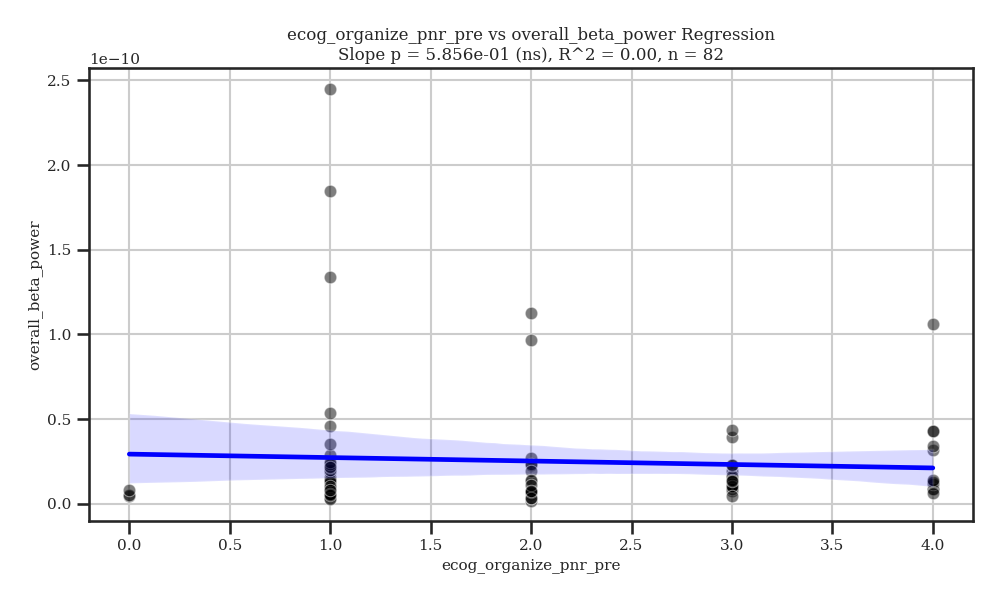 ecog_organize_pnr_pre vs overall_beta_power Regression
Slope p = 5.856e-01 (ns), R^2 = 0.00, n = 82
1e−10
2.5
2.0
1.5
1.0
0.5
0.0
overall_beta_power
0.0 0.5 1.0 1.5 2.0 2.5 3.0 3.5 4.0
ecog_organize_pnr_pre